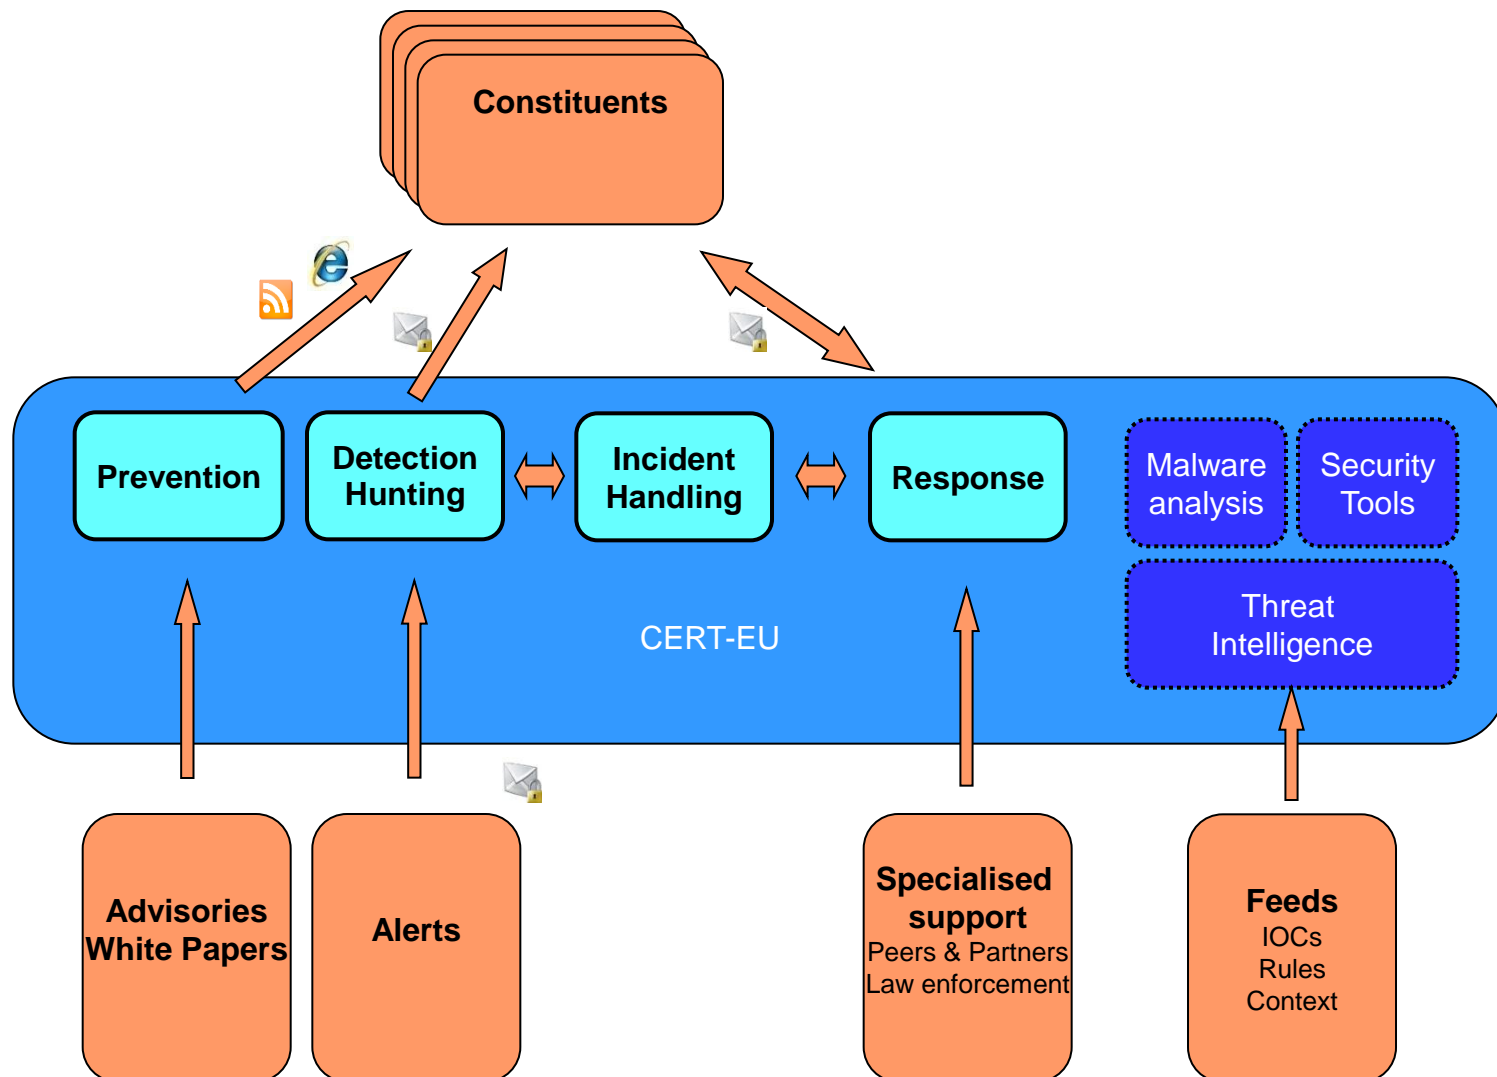 Constituents
Prevention
Detection
Hunting
Incident
Handling
Response
Malware
analysis
Security
Tools
Threat
Intelligence
CERT-EU
Advisories
White Papers
Alerts
Specialised
support
Peers & Partners
Law enforcement
Feeds
IOCs
Rules
Context